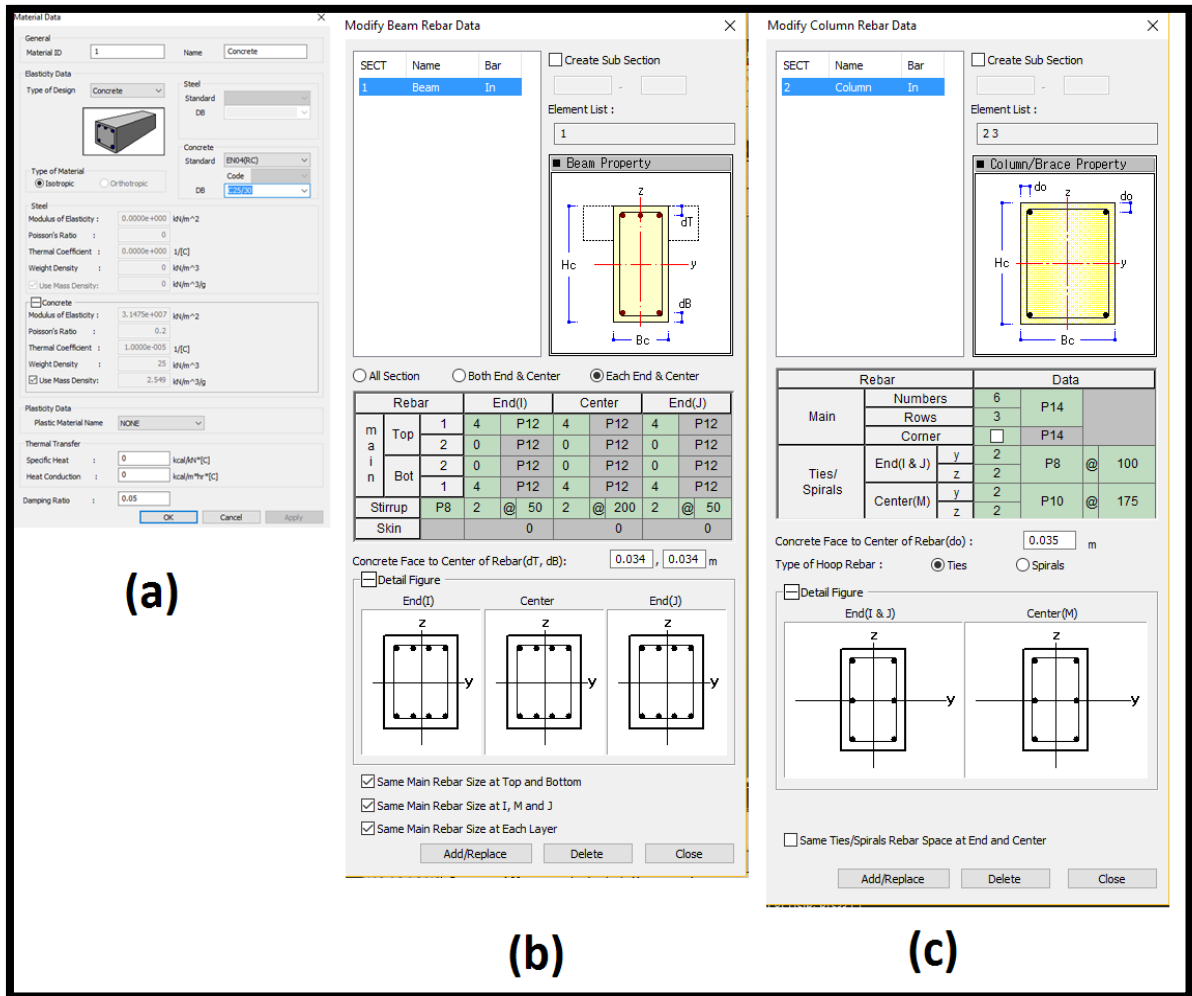 Material Data
General
Material ID 1 Name Concrete
Elasticity Data
Type of Design Concrete
Steel
Standard
DB
Concrete
Standard EN04(RC)
Code
DB C25/30
Type of Material
Isotropic Orthotropic
Steel
Modulus of Elasticity : 0.0000e+000 kN/m^2
Poisson's Ratio : 0
Thermal Coefficient : 0.0000e+000 1/[C]
Weight Density : 0 kN/m^3
Use Mass Density: 0 kN/m^3/g
Concrete
Modulus of Elasticity : 3.1475e+007 kN/m^2
Poisson's Ratio : 0.2
Thermal Coefficient : 1.0000e-005 1/[C]
Weight Density : 25 kN/m^3
Use Mass Density: 2.549 kN/m^3/g
Plasticity Data
Plastic Material Name NONE
Thermal Transfer
Specific Heat : 0 kcal/kN*[C]
Heat Conduction : 0 kcal/m*hr*[C]
Damping Ratio : 0.05
OK Cancel Apply
(a)
Modify Beam Rebar Data
SECT Name Bar
1 Beam In
Create Sub Section
-
Element List :
1
Beam Property
z
dT
Hc
y
dB
Bc
All Section Both End & Center Each End & Center
Rebar End(I) Center End(J)
main Top 1 4 P12 4 P12 4 P12
2 0 P12 0 P12 0 P12
Bot 2 0 P12 0 P12 0 P12
1 4 P12 4 P12 4 P12
Stirrup P8 2 @ 50 2 @ 200 2 @ 50
Skin 0 0 0
Concrete Face to Center of Rebar(dT, dB): 0.034 , 0.034 m
Detail Figure
End(I) Center End(J)
z z z
y y y
Same Main Rebar Size at Top and Bottom
Same Main Rebar Size at I, M and J
Same Main Rebar Size at Each Layer
Add/Replace Delete Close
(b)
Modify Column Rebar Data
SECT Name Bar
2 Column In
Create Sub Section
-
Element List :
2 3
Column/Brace Property
do z do
Hc
y
Bc
Rebar Data
Main Numbers 6 P14
Rows 3
Corner P14
Ties/Spirals End(I & J) y 2 P8 @ 100
z 2
Center(M) y 2 P10 @ 175
z 2
Concrete Face to Center of Rebar(do) : 0.035 m
Type of Hoop Rebar : Ties Spirals
Detail Figure
End(I & J) Center(M)
z z
y y
Same Ties/Spirals Rebar Space at End and Center
Add/Replace Delete Close
(c)